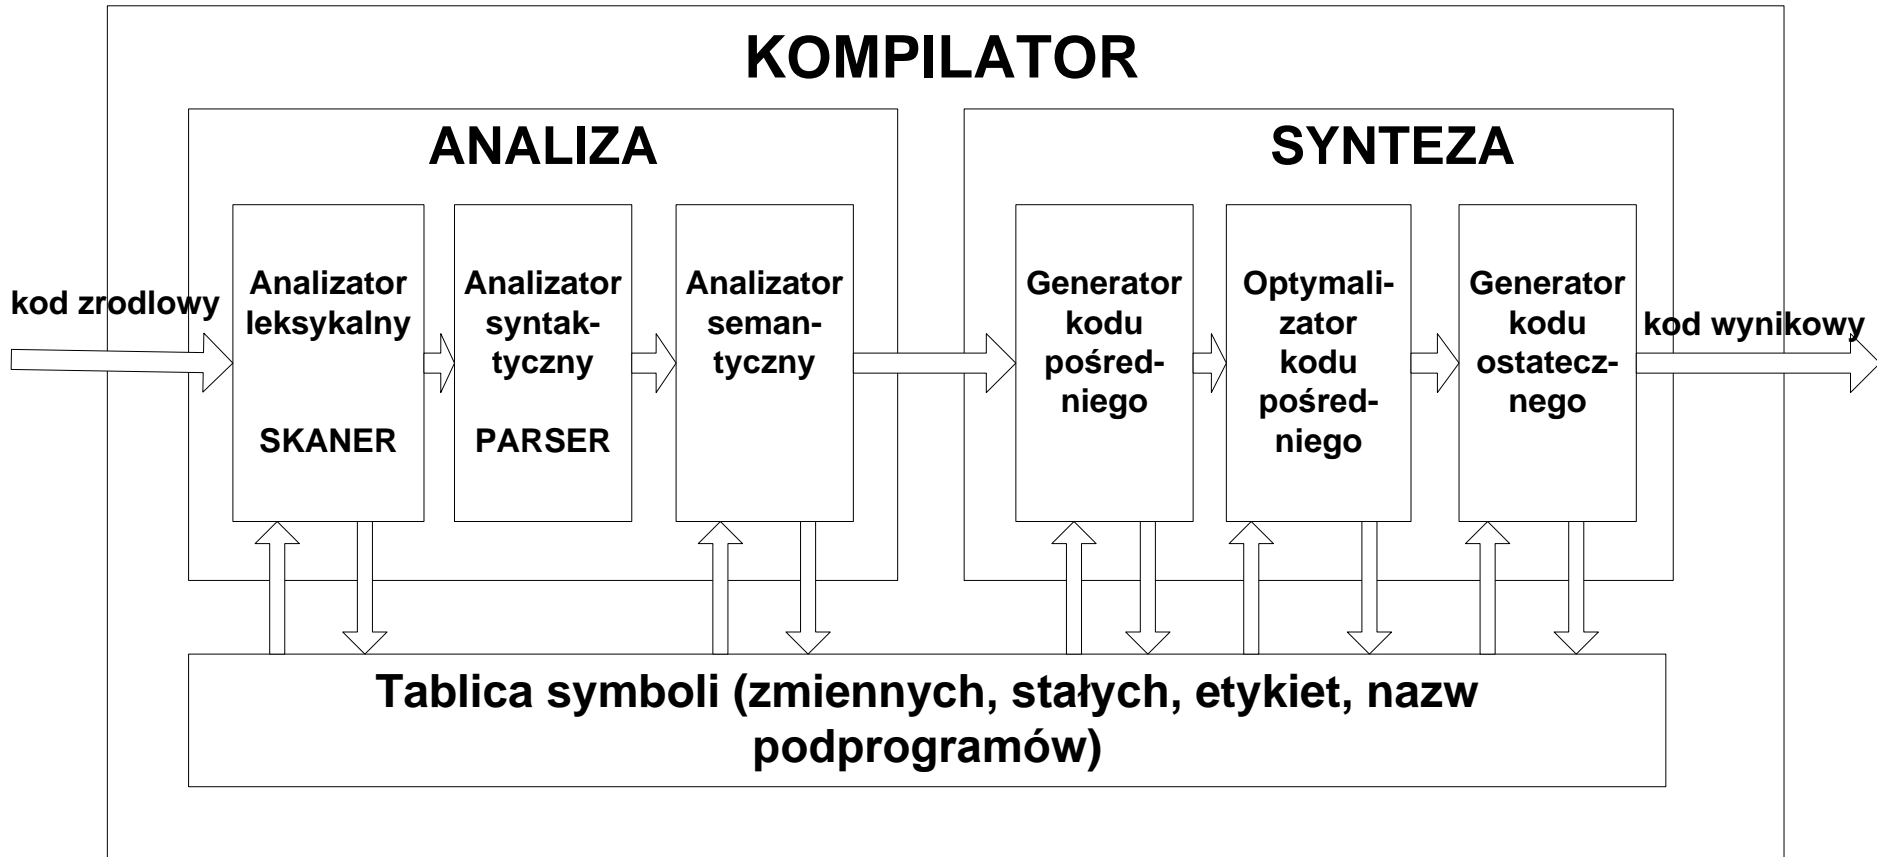 KOMPILATOR
ANALIZA
SYNTEZA
kod zrodlowy
Analizator
leksykalny
SKANER
Analizator
syntak-
tyczny
PARSER
Analizator
seman-
tyczny
Generator
kodu
pośred-
niego
Optymali-
zator
kodu
pośred-
niego
Generator
kodu
ostatecz-
nego
kod wynikowy
Tablica symboli (zmiennych, stałych, etykiet, nazw
podprogramów)